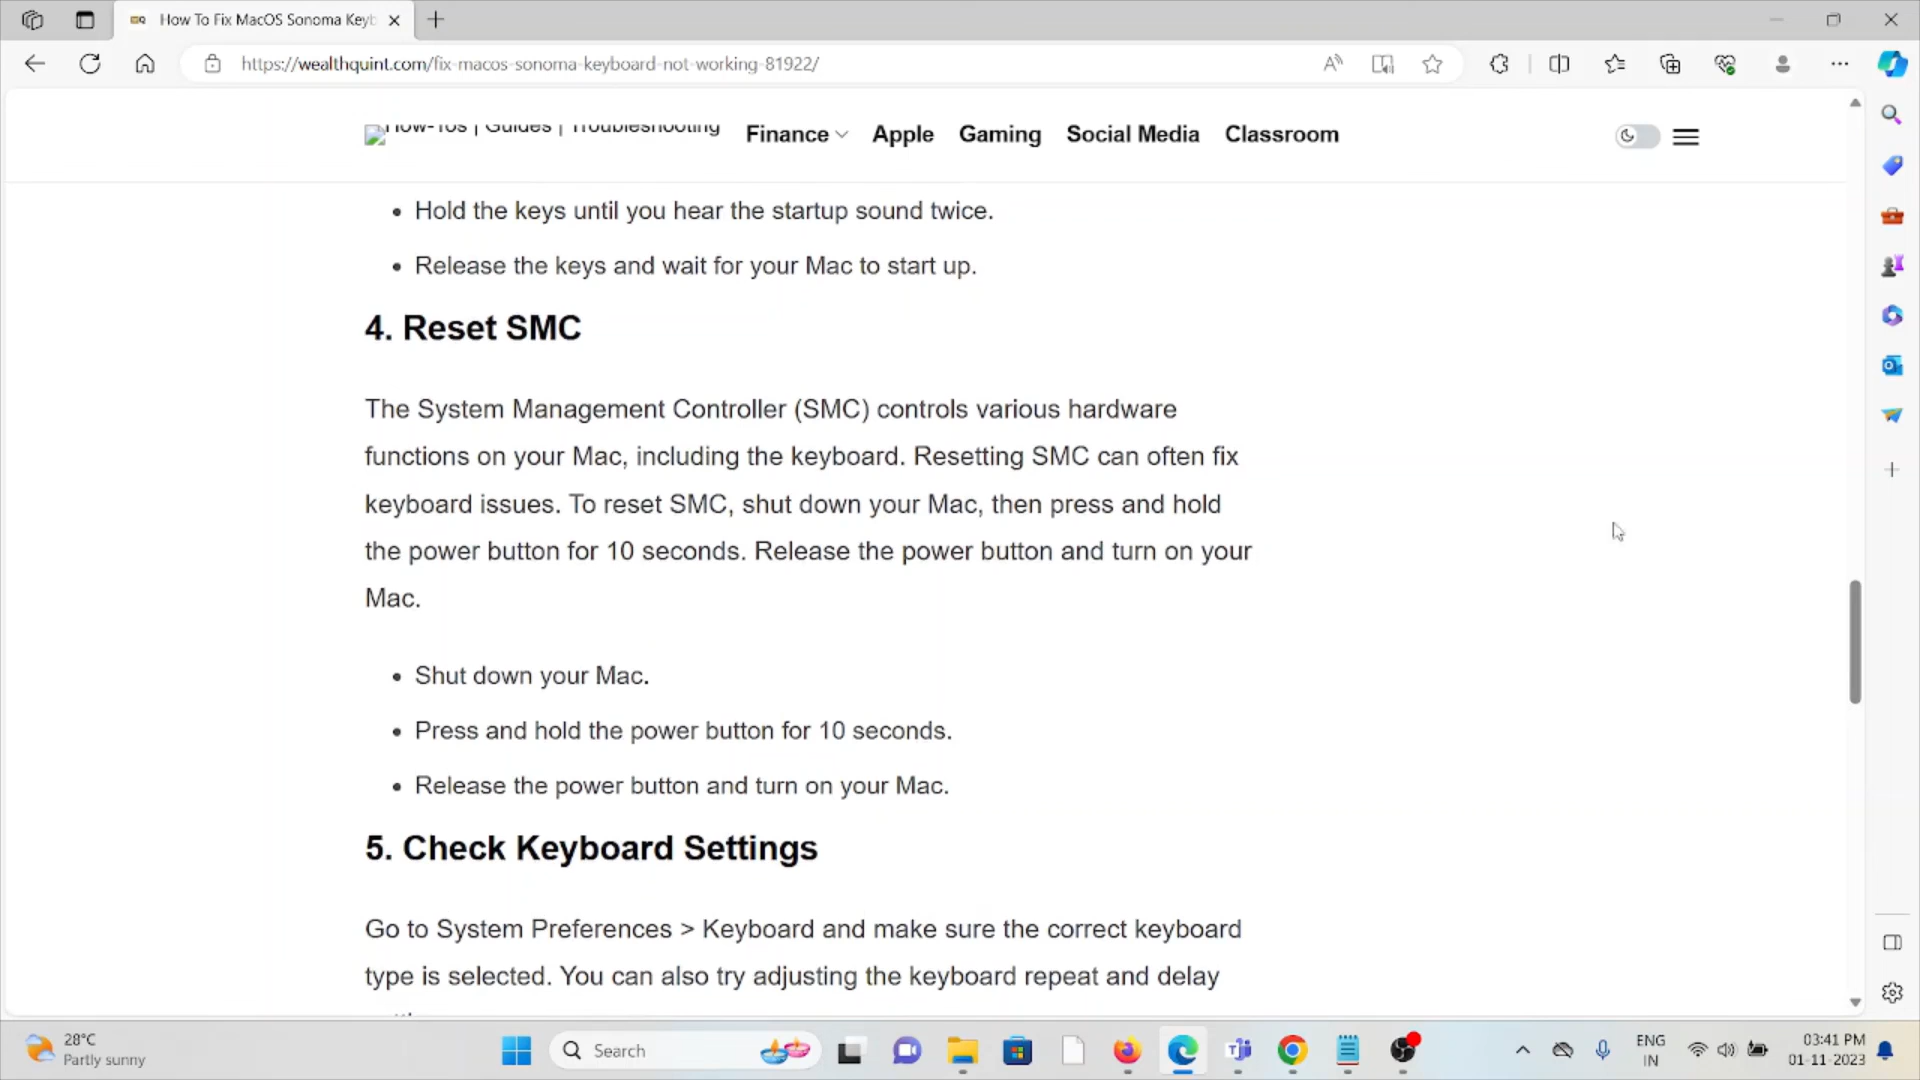 How To Fix MacOS Sonoma Keyb
https://wealthquint.com/fix-macos-sonoma-keyboard-not-working-81922/
How-Tos | Guides | Troubleshooting
Finance
Apple
Gaming
Social Media
Classroom
• Hold the keys until you hear the startup sound twice.
• Release the keys and wait for your Mac to start up.
4. Reset SMC
The System Management Controller (SMC) controls various hardware
functions on your Mac, including the keyboard. Resetting SMC can often fix
keyboard issues. To reset SMC, shut down your Mac, then press and hold
the power button for 10 seconds. Release the power button and turn on your
Mac.
• Shut down your Mac.
• Press and hold the power button for 10 seconds.
• Release the power button and turn on your Mac.
5. Check Keyboard Settings
Go to System Preferences > Keyboard and make sure the correct keyboard
type is selected. You can also try adjusting the keyboard repeat and delay
28°C
Partly sunny
Search
ENG
IN
03:41 PM
01-11-2023